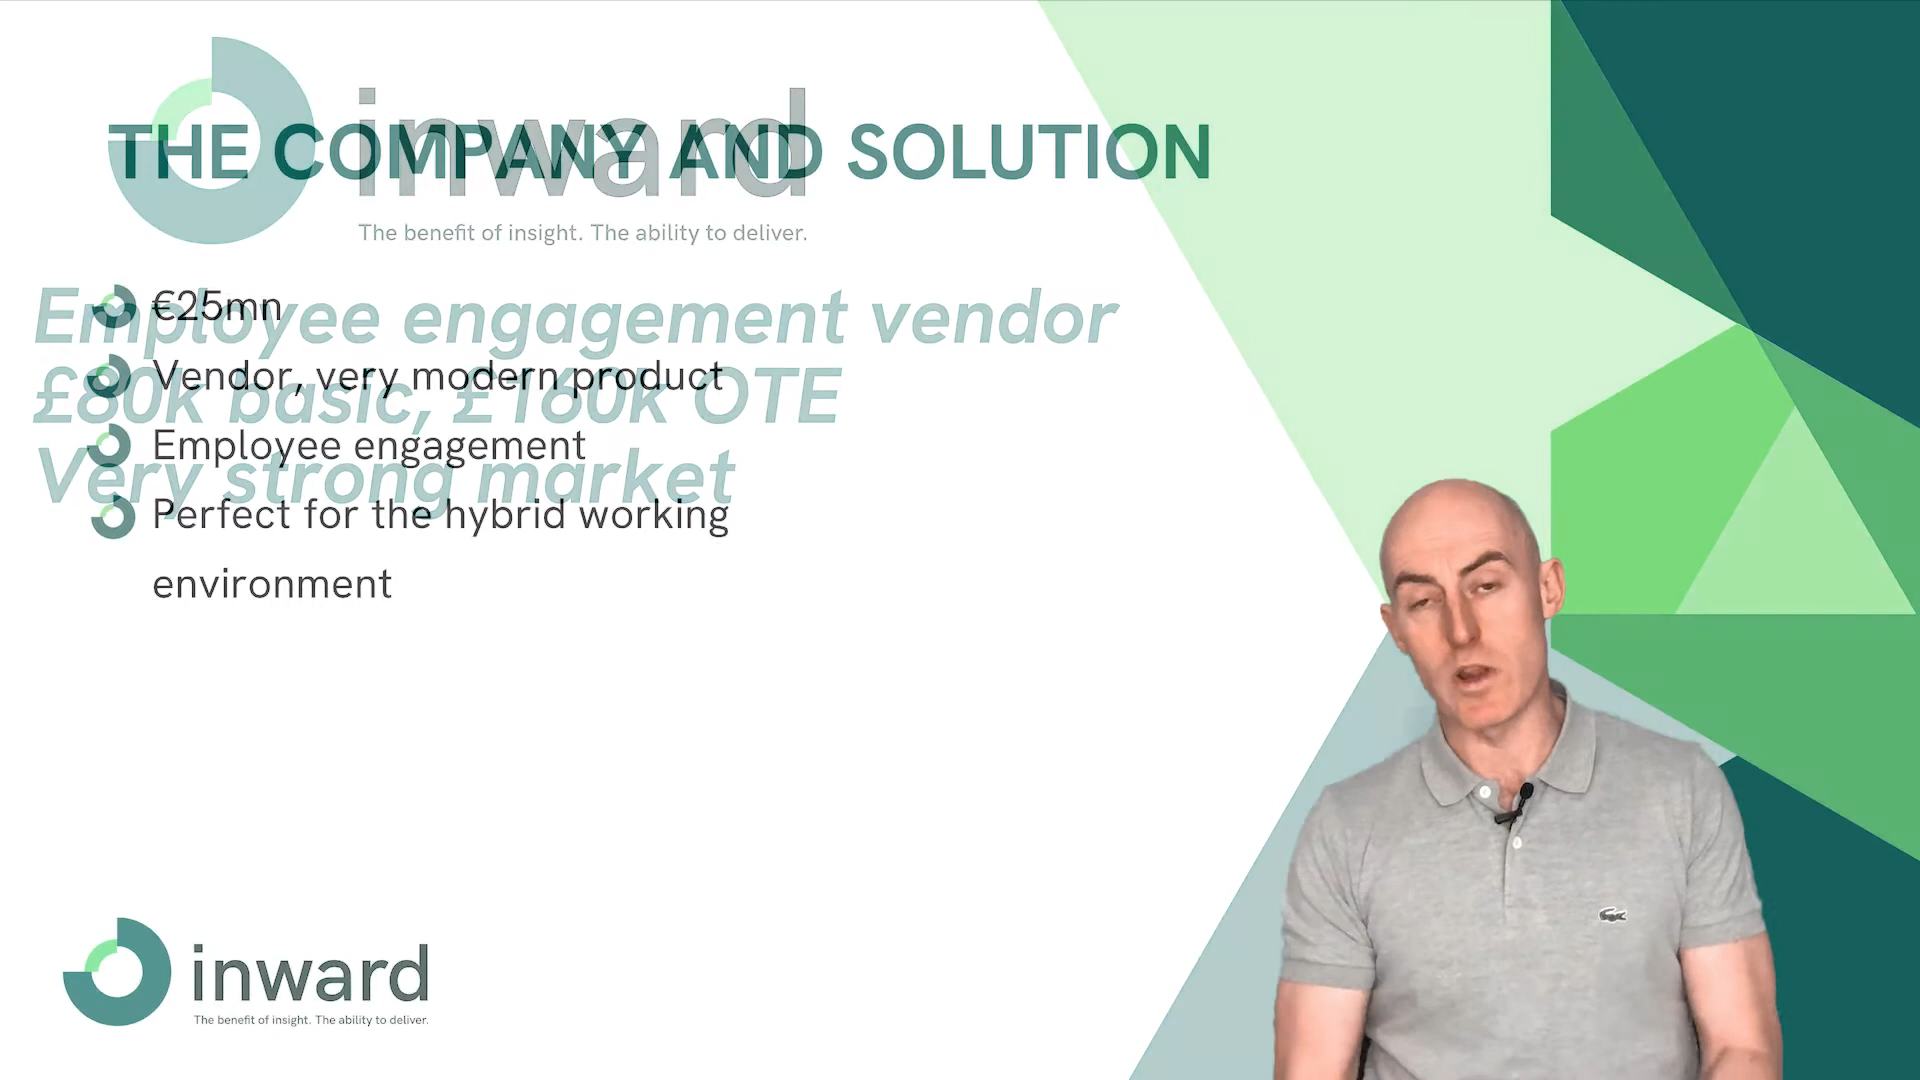 inward
THE COMPANY AND SOLUTION
The benefit of insight. The ability to deliver.
€25mn
Employee engagement vendor
Vendor, very modern product
£80k basic, £160k OTE
Employee engagement
Very strong market
Perfect for the hybrid working
environment
inward
The benefit of insight. The ability to deliver.